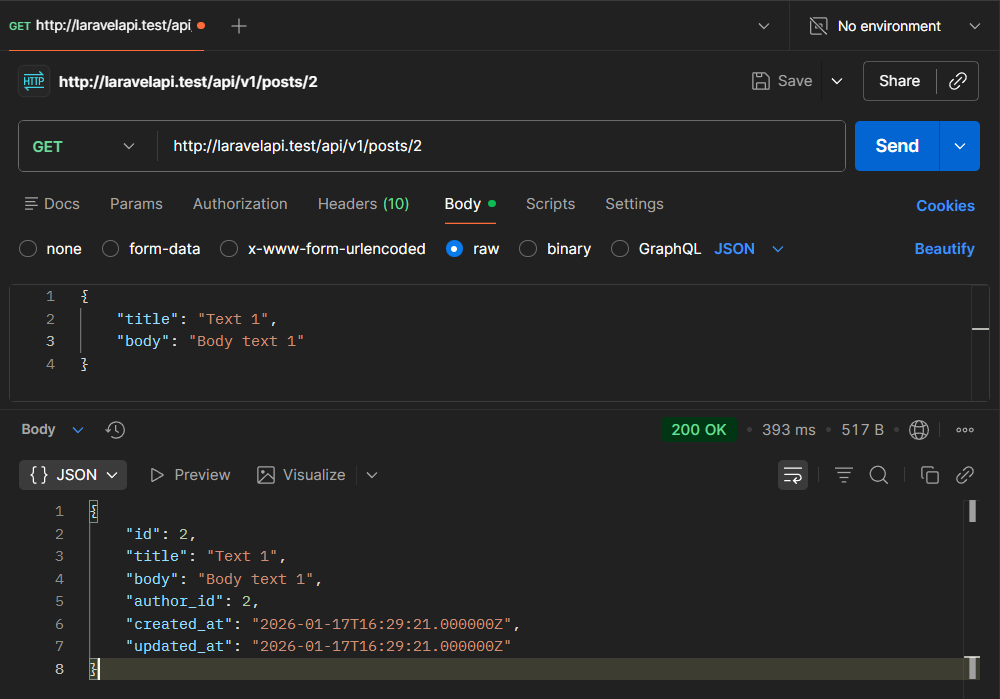 GET http://laravelapi.test/api
No environment
HTTP http://laravelapi.test/api/v1/posts/2
Save
Share
GET http://laravelapi.test/api/v1/posts/2
Send
Docs Params Authorization Headers (10) Body Scripts Settings Cookies
none form-data x-www-form-urlencoded raw binary GraphQL JSON Beautify
1 {
2 "title": "Text 1",
3 "body": "Body text 1"
4 }
Body 200 OK • 393 ms • 517 B •
{} JSON Preview Visualize
1 {
2 "id": 2,
3 "title": "Text 1",
4 "body": "Body text 1",
5 "author_id": 2,
6 "created_at": "2026-01-17T16:29:21.000000Z",
7 "updated_at": "2026-01-17T16:29:21.000000Z"
8 }